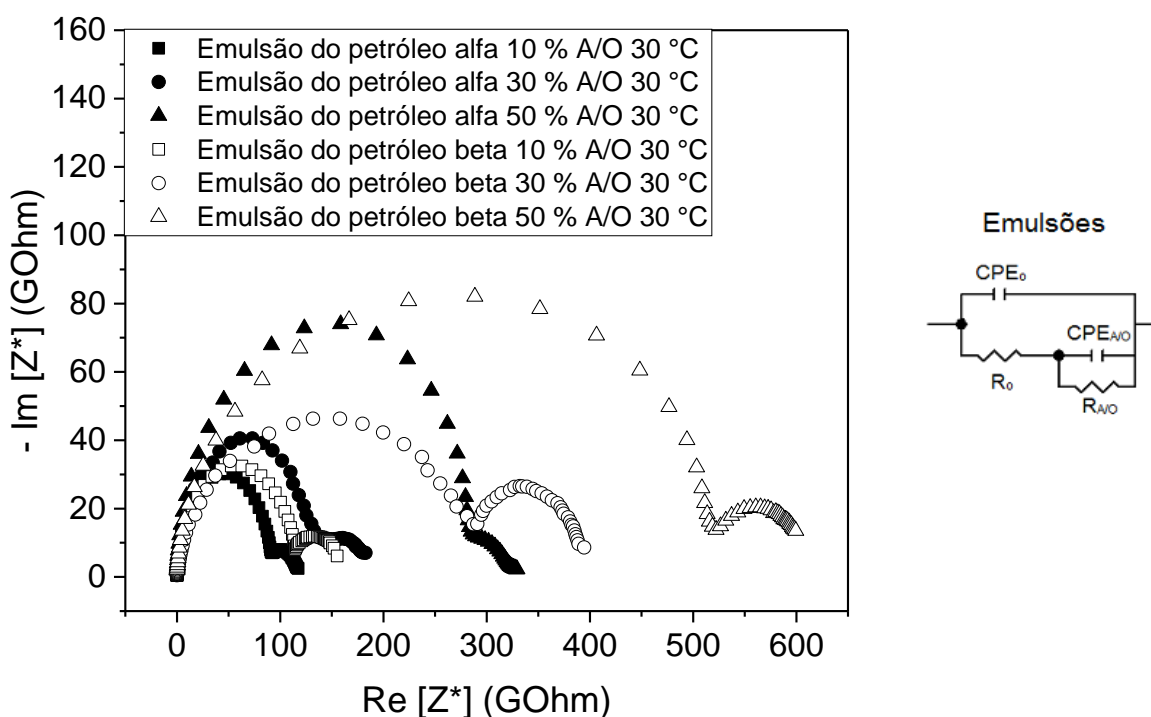 160
140
120
100
80
60
40
20
0
- Im [Z*] (GOhm)
Emulsão do petróleo alfa 10 % A/O 30 °C
Emulsão do petróleo alfa 30 % A/O 30 °C
Emulsão do petróleo alfa 50 % A/O 30 °C
Emulsão do petróleo beta 10 % A/O 30 °C
Emulsão do petróleo beta 30 % A/O 30 °C
Emulsão do petróleo beta 50 % A/O 30 °C
0 100 200 300 400 500 600
Re [Z*] (GOhm)
Emulsões
CPE₀
CPE_A/O
R₀
R_A/O